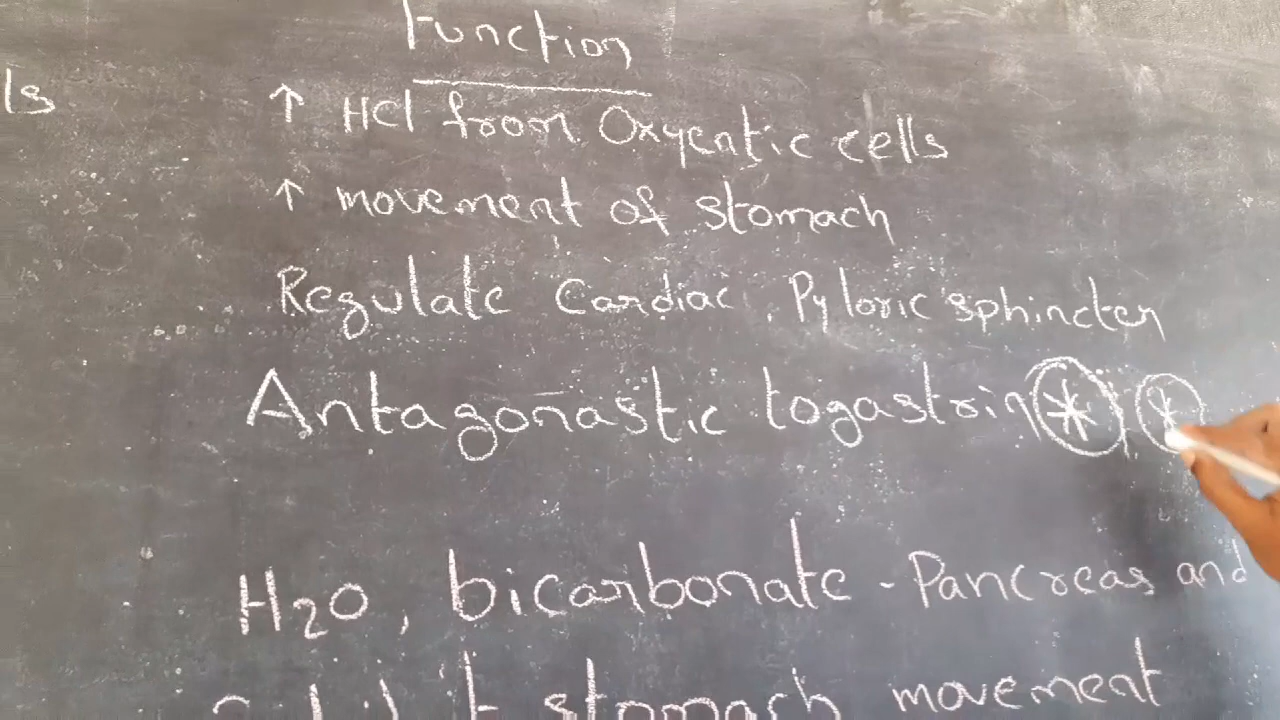 Function
ls
↑ HCl from Oxyentic cells
↑ movement of stomach
Regulate Cardiac, Pyloric sphincter
Antagonastic togastrin * *
H2O, bicarbonate - Pancreas and
stomach movement